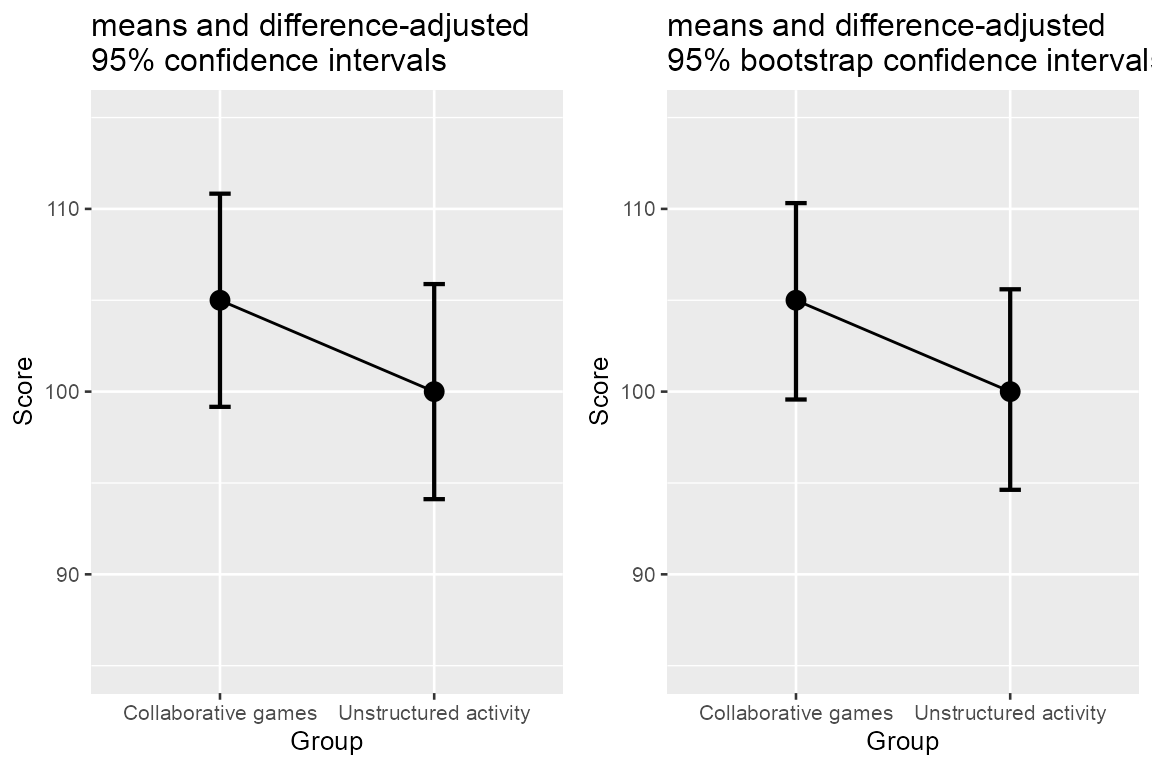 means and difference-adjusted
95% confidence intervals
Score
110
100
90
Collaborative games
Unstructured activity
Group
means and difference-adjusted
95% bootstrap confidence intervals
Score
110
100
90
Collaborative games
Unstructured activity
Group